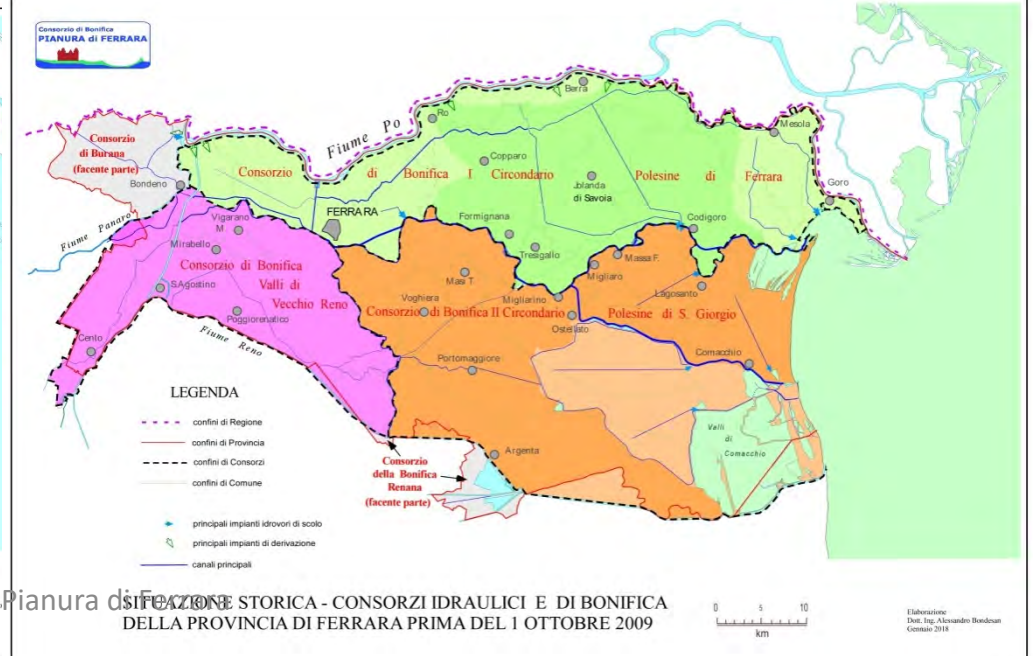 Consorzio di Bonifica
PIANURA di FERRARA
Consorzio
di Burana
(facente parte)
Bondeno
Fiume Panaro
Fiume Po
Ro
Berra
Mesola
Goro
Copparo
Jolanda
di Savoia
Consorzio di Bonifica I Circondario Polesine di Ferrara
FERRARA
Formignana
Tresigallo
Codigoro
Vigarano
M.
Mirabello
S.Agostino
Poggiorenatico
Cento
Consorzio di Bonifica
Valli di
Vecchio Reno
Fiume Reno
Masi T.
Voghiera
Migliarino
Migliaro
Massa F.
Lagosanto
Consorzio di Bonifica II Circondario Polesine di S. Giorgio
Ostellato
Portomaggiore
Comacchio
Valli
di
Comacchio
Argenta
Consorzio
della Bonifica
Renana
(facente parte)
LEGENDA
confini di Regione
confini di Provincia
confini di Consorzi
confini di Comune
principali impianti idrovori di scolo
principali impianti di derivazione
canali principali
Pianura di Ferrara
SITUAZIONE STORICA - CONSORZI IDRAULICI E DI BONIFICA
DELLA PROVINCIA DI FERRARA PRIMA DEL 1 OTTOBRE 2009
0 5 10
km
Elaborazione
Dott. Ing. Alessandro Bondesan
Gennaio 2018